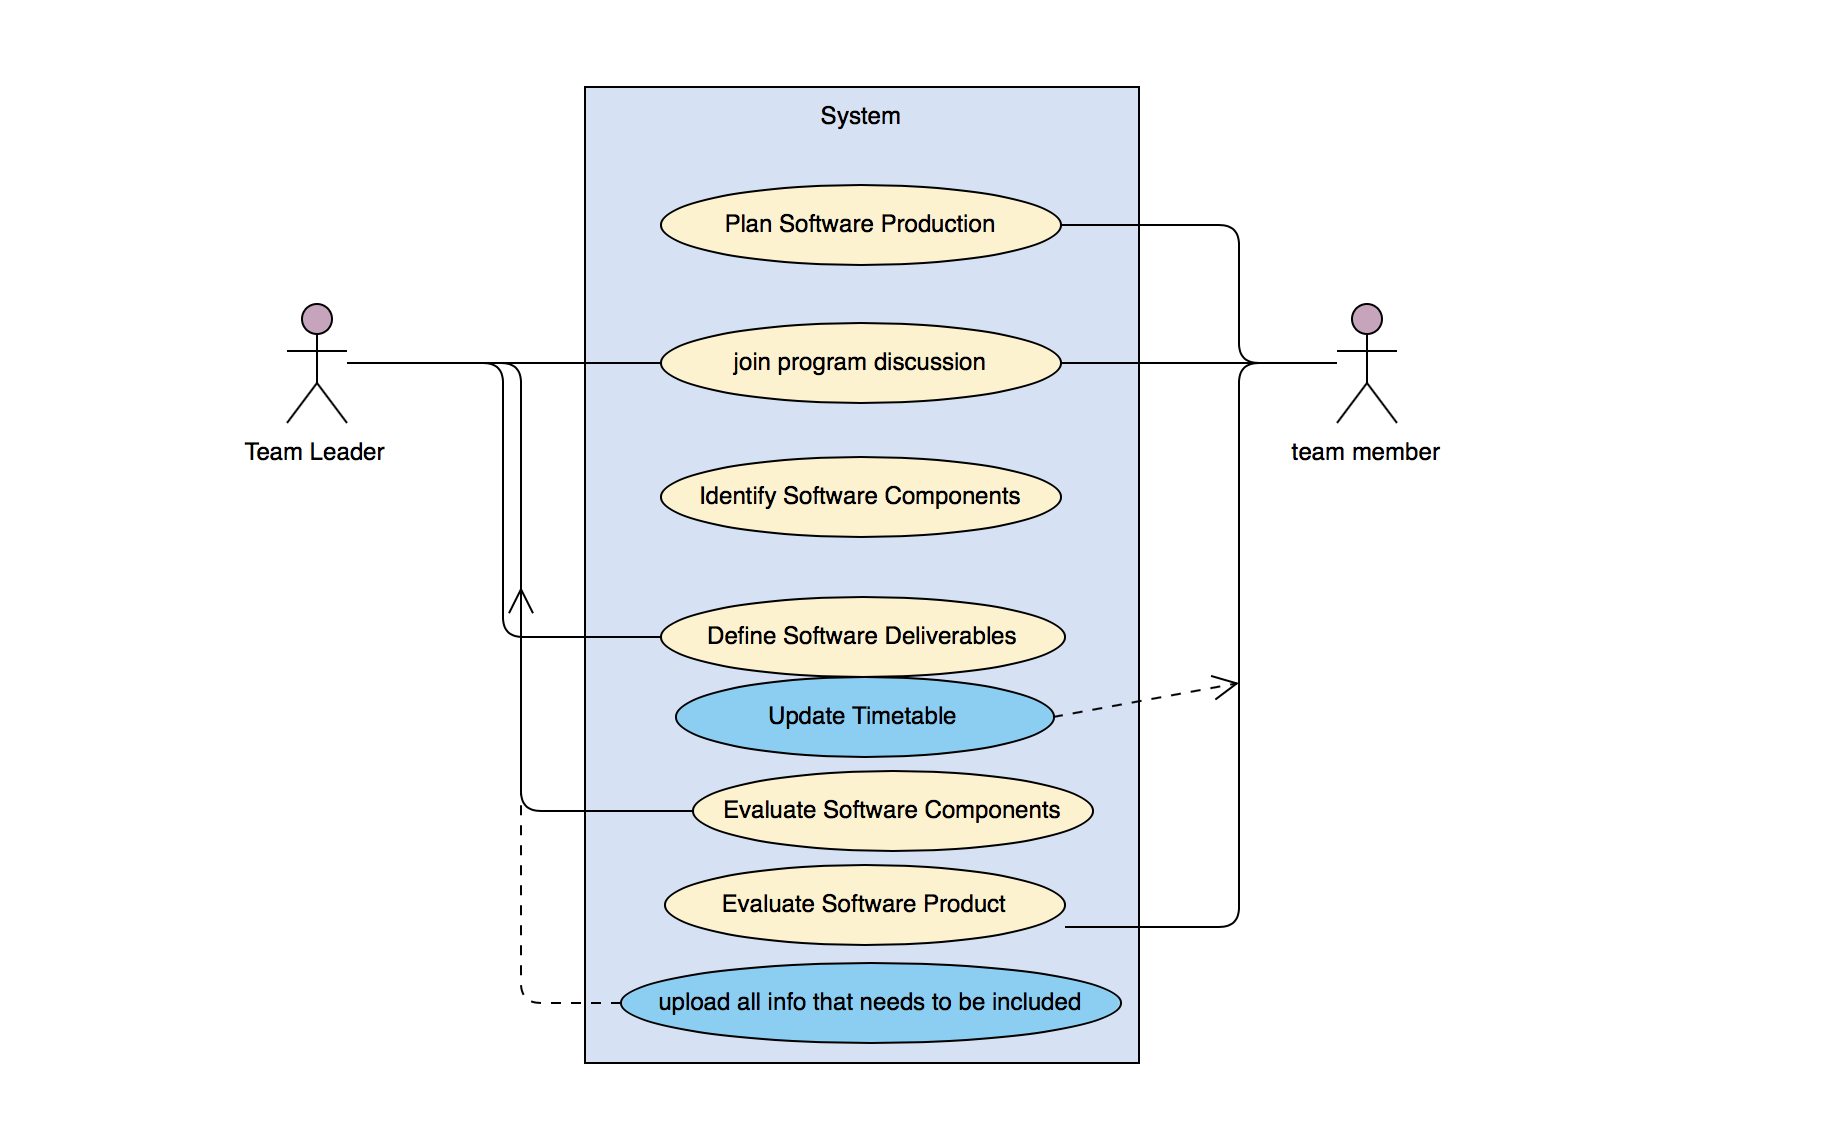 System
Plan Software Production
join program discussion
Team Leader
team member
Identify Software Components
Define Software Deliverables
Update Timetable
Evaluate Software Components
Evaluate Software Product
upload all info that needs to be included